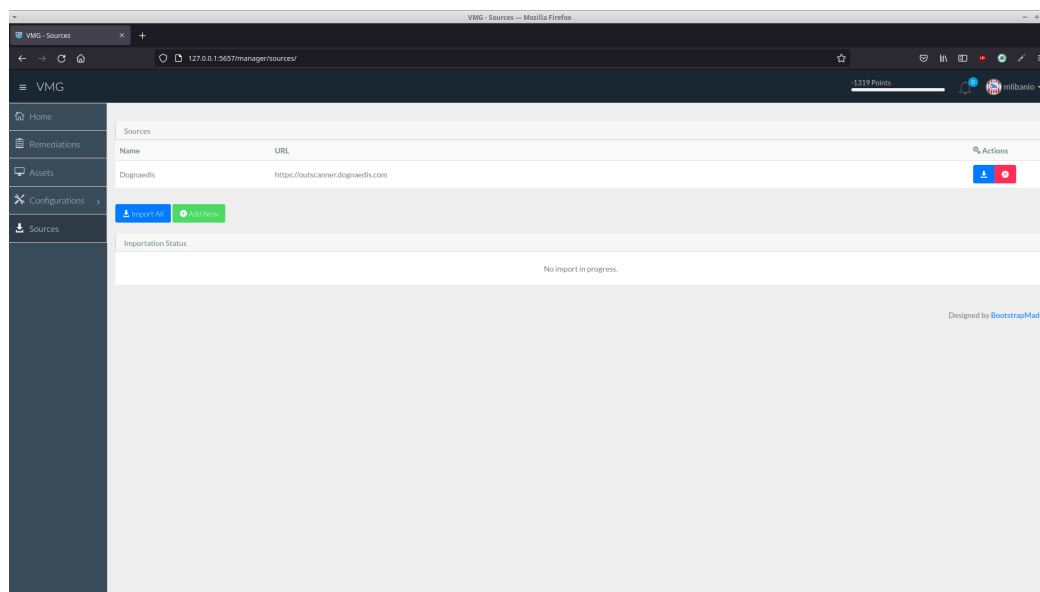 VMG - Sources — Mozilla Firefox
VMG - Sources
127.0.0.1:5657/manager/sources/
VMG
-1319 Points
0
mlibanio
Home
Remediations
Assets
Configurations
Sources
Sources
Name URL Actions
Dognaedis https://outscanner.dognaedis.com
Import All Add New
Importation Status
No import in progress.
Designed by BootstrapMad